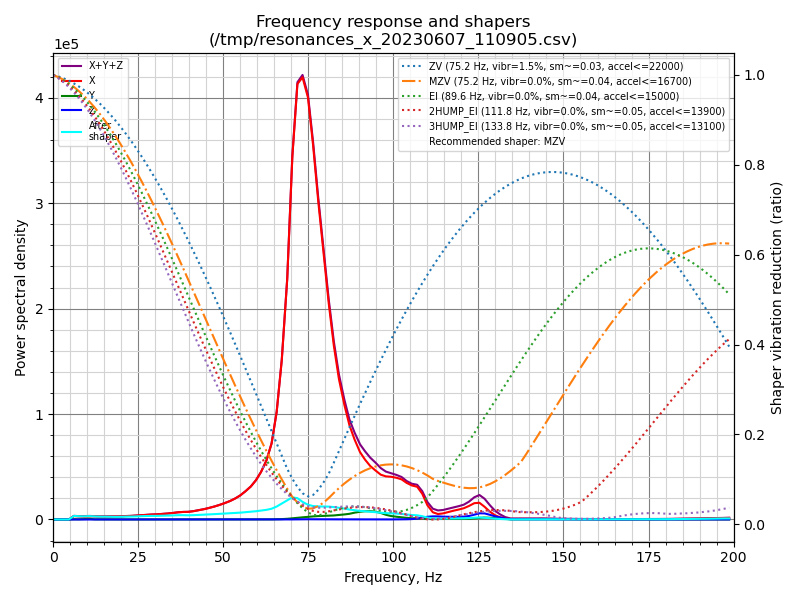 Frequency response and shapers
(/tmp/resonances_x_20230607_110905.csv)
1e5
X+Y+Z
X
Y
After
shaper
ZV (75.2 Hz, vibr=1.5%, sm~=0.03, accel<=22000)
MZV (75.2 Hz, vibr=0.0%, sm~=0.04, accel<=16700)
EI (89.6 Hz, vibr=0.0%, sm~=0.04, accel<=15000)
2HUMP_EI (111.8 Hz, vibr=0.0%, sm~=0.05, accel<=13900)
3HUMP_EI (133.8 Hz, vibr=0.0%, sm~=0.05, accel<=13100)
Recommended shaper: MZV
4
3
2
1
0
Power spectral density
1.0
0.8
0.6
0.4
0.2
0.0
Shaper vibration reduction (ratio)
0 25 50 75 100 125 150 175 200
Frequency, Hz